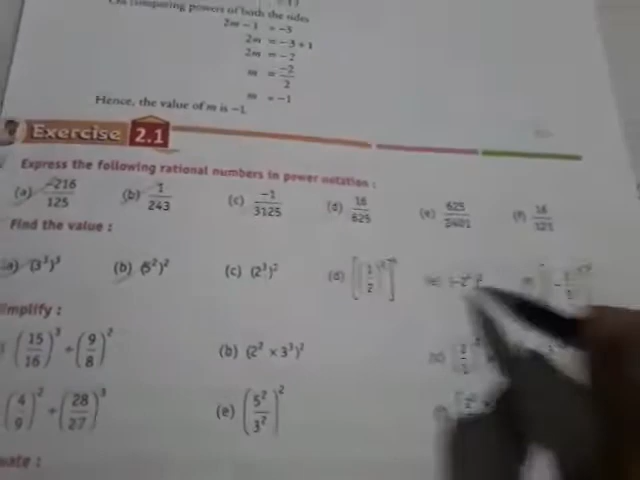 On comparing powers of both the sides
2m - 1 = -3
2m = -3 + 1
2m = -2
m = -2/2
m = -1
Hence, the value of m is -1.
Exercise 2.1
Express the following rational numbers in power notation :
(a) -216/125 (b) 1/243 (c) -1/3125 (d) 16/625 (e) 625/2401 (f) 16/121
Find the value :
(a) (3³)³ (b) (5²)² (c) (2³)² (d)
implify :
(15/16)³ ÷ (9/8)² (b) (2² × 3³)²
(4/9)² ÷ (28/27)³ (e) (5²/3²)²
uate :